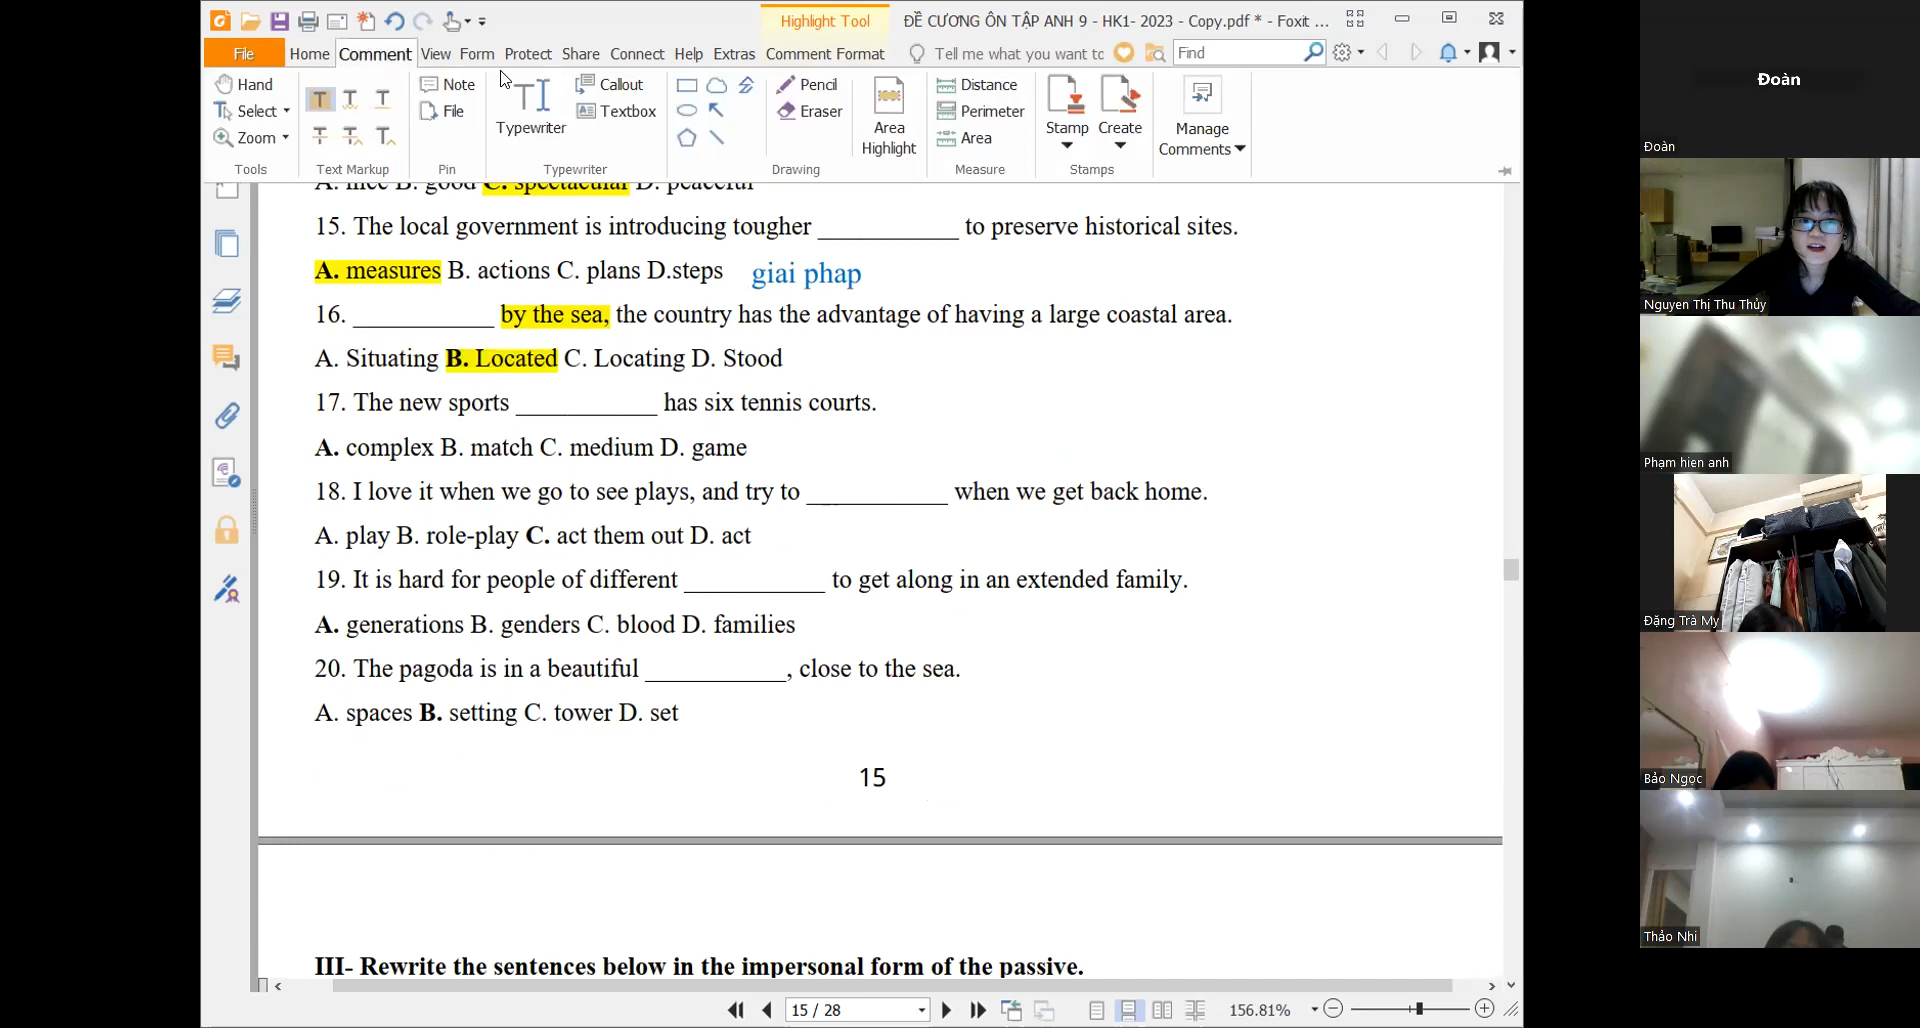 Highlight Tool
ĐỀ CƯƠNG ÔN TẬP ANH 9 - HK1- 2023 - Copy.pdf * - Foxit ...
File Home Comment View Form Protect Share Connect Help Extras Comment Format Tell me what you want to Find
Hand
Select
Zoom
Tools
Text Markup
Note
File
Pin
Typewriter
Callout
Textbox
Typewriter
Pencil
Eraser
Drawing
Area Highlight
Distance
Perimeter
Area
Measure
Stamp
Create
Stamps
Manage Comments
A. nice B. good C. spectacular D. peaceful
15. The local government is introducing tougher ___________ to preserve historical sites.
A. measures B. actions C. plans D.steps giai phap
16. ___________ by the sea, the country has the advantage of having a large coastal area.
A. Situating B. Located C. Locating D. Stood
17. The new sports ___________ has six tennis courts.
A. complex B. match C. medium D. game
18. I love it when we go to see plays, and try to ___________ when we get back home.
A. play B. role-play C. act them out D. act
19. It is hard for people of different ___________ to get along in an extended family.
A. generations B. genders C. blood D. families
20. The pagoda is in a beautiful ___________, close to the sea.
A. spaces B. setting C. tower D. set
15
III- Rewrite the sentences below in the impersonal form of the passive.
15 / 28
156.81%
Đoàn
Đoàn
Nguyen Thị Thu Thủy
Phạm hien anh
Đặng Trà My
Bảo Ngọc
Thảo Nhi